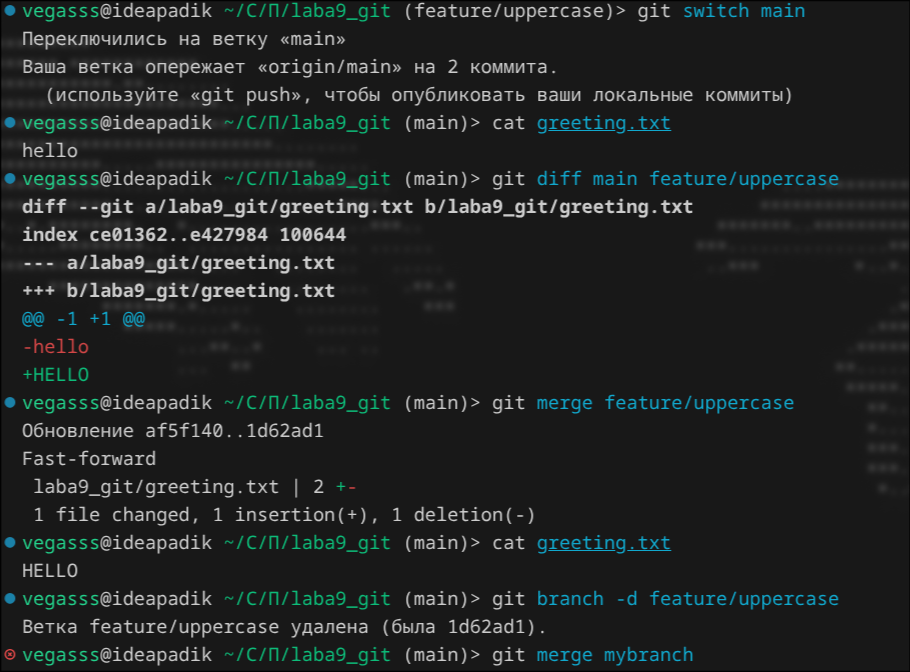 vegasss@ideapadik ~/С/П/laba9_git (feature/uppercase)> git switch main
Переключились на ветку «main»
Ваша ветка опережает «origin/main» на 2 коммита.
(используйте «git push», чтобы опубликовать ваши локальные коммиты)
vegasss@ideapadik ~/С/П/laba9_git (main)> cat greeting.txt
hello
vegasss@ideapadik ~/С/П/laba9_git (main)> git diff main feature/uppercase
diff --git a/laba9_git/greeting.txt b/laba9_git/greeting.txt
index ce01362..e427984 100644
--- a/laba9_git/greeting.txt
+++ b/laba9_git/greeting.txt
@@ -1 +1 @@
-hello
+HELLO
vegasss@ideapadik ~/С/П/laba9_git (main)> git merge feature/uppercase
Обновление af5f140..1d62ad1
Fast-forward
laba9_git/greeting.txt | 2 +-
1 file changed, 1 insertion(+), 1 deletion(-)
vegasss@ideapadik ~/С/П/laba9_git (main)> cat greeting.txt
HELLO
vegasss@ideapadik ~/С/П/laba9_git (main)> git branch -d feature/uppercase
Ветка feature/uppercase удалена (была 1d62ad1).
vegasss@ideapadik ~/С/П/laba9_git (main)> git merge mybranch